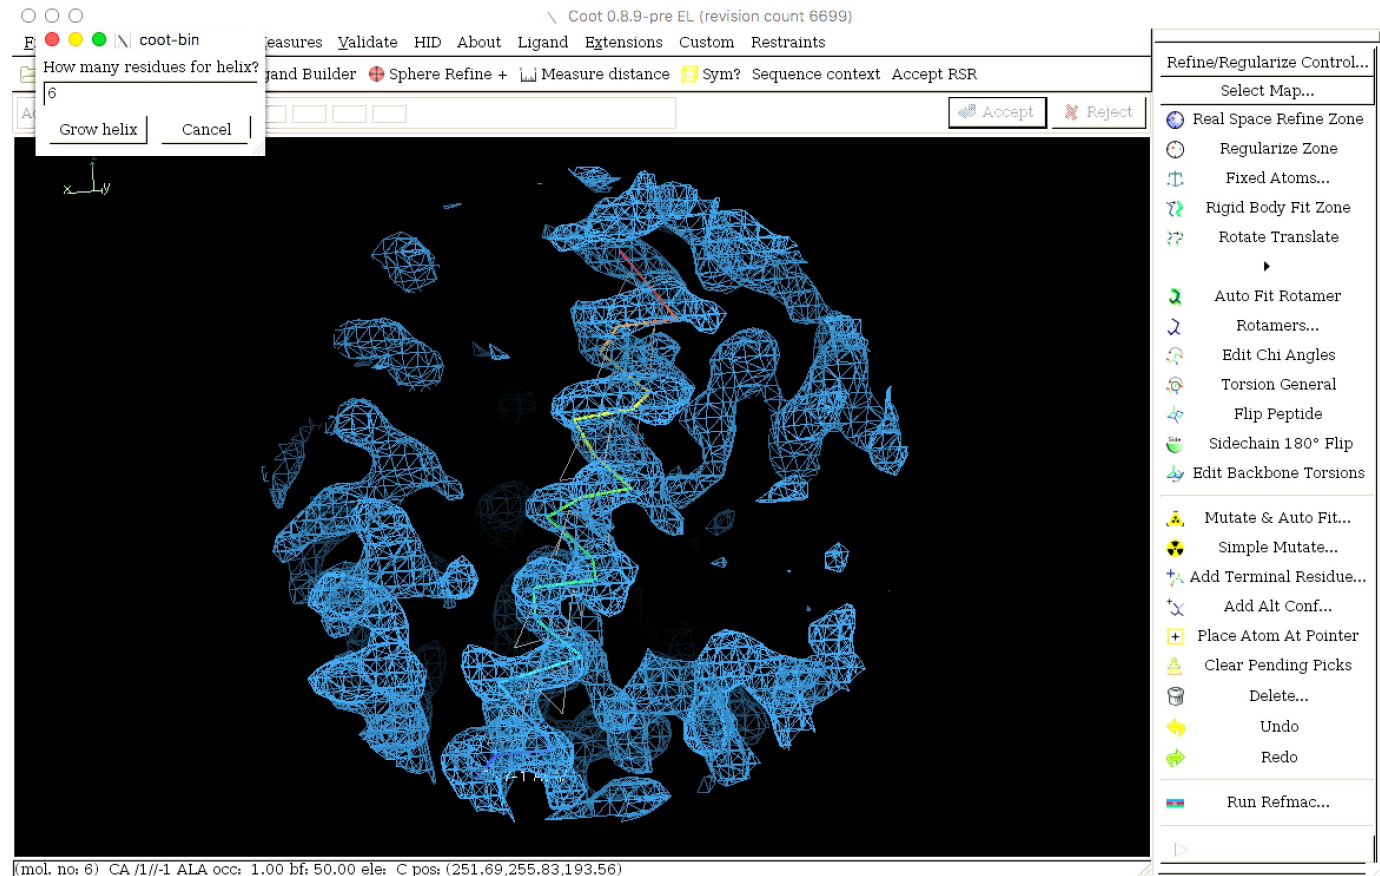 Coot 0.8.9-pre EL (revision count 6699)
coot-bin
easures Validate HID About Ligand Extensions Custom Restraints
How many residues for helix?
6
Grow helix Cancel
gand Builder Sphere Refine + Measure distance Sym? Sequence context Accept RSR
Accept Reject
x y
Refine/Regularize Control...
Select Map...
Real Space Refine Zone
Regularize Zone
Fixed Atoms...
Rigid Body Fit Zone
Rotate Translate
Auto Fit Rotamer
Rotamers...
Edit Chi Angles
Torsion General
Flip Peptide
Side
Sidechain 180° Flip
Edit Backbone Torsions
Mutate & Auto Fit...
Simple Mutate...
Add Terminal Residue...
Add Alt Conf...
Place Atom At Pointer
Clear Pending Picks
Delete...
Undo
Redo
Run Refmac...
(mol. no: 6) CA /1//-1 ALA occ: 1.00 bf: 50.00 ele: C pos: (251.69,255.83,193.56)